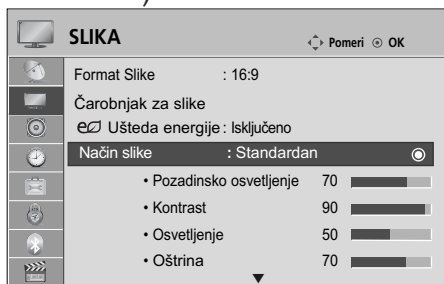 SLIKA
Pomeri OK
Format Slike : 16:9
Čarobnjak za slike
Ušteda energije : Isključeno
Način slike : Standardan
• Pozadinsko osvetljenje 70
• Kontrast 90
• Osvetljenje 50
• Oštrina 70